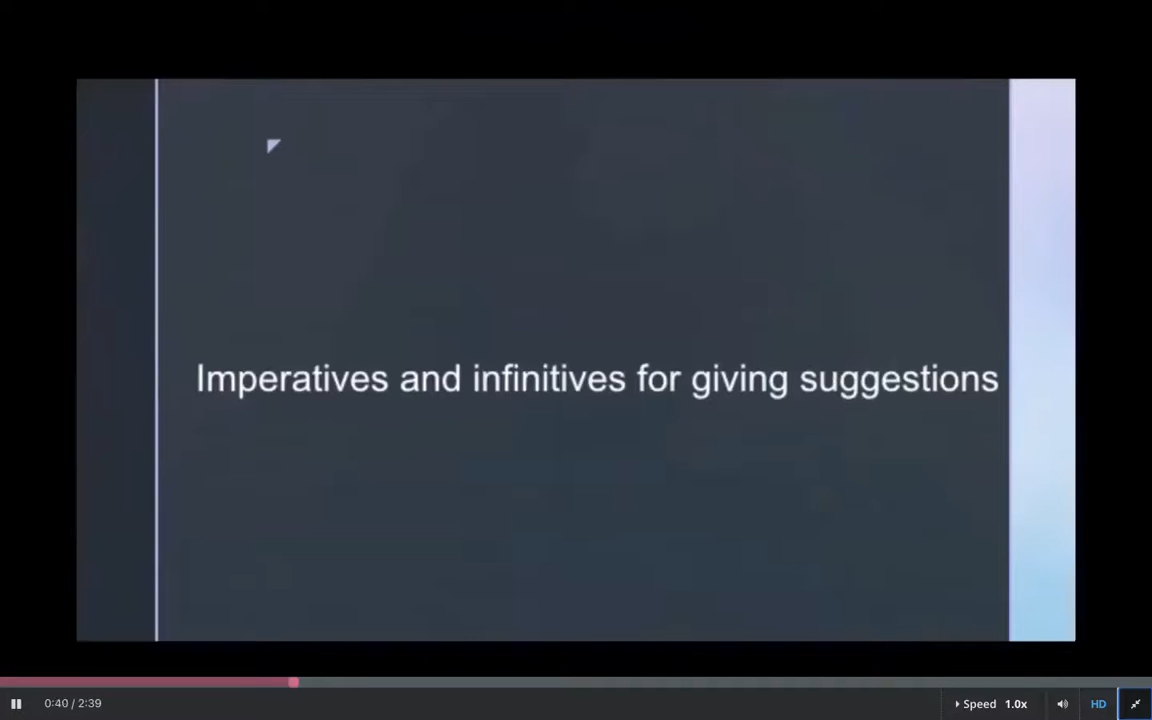 Imperatives and infinitives for giving suggestions
0:40 / 2:39
Speed 1.0x
HD